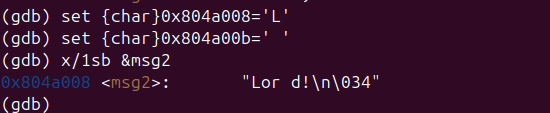 (gdb) set {char}0x804a008='L'
(gdb) set {char}0x804a00b=' '
(gdb) x/1sb &msg2
0x804a008 <msg2>:        "Lor d!\n\034"
(gdb)